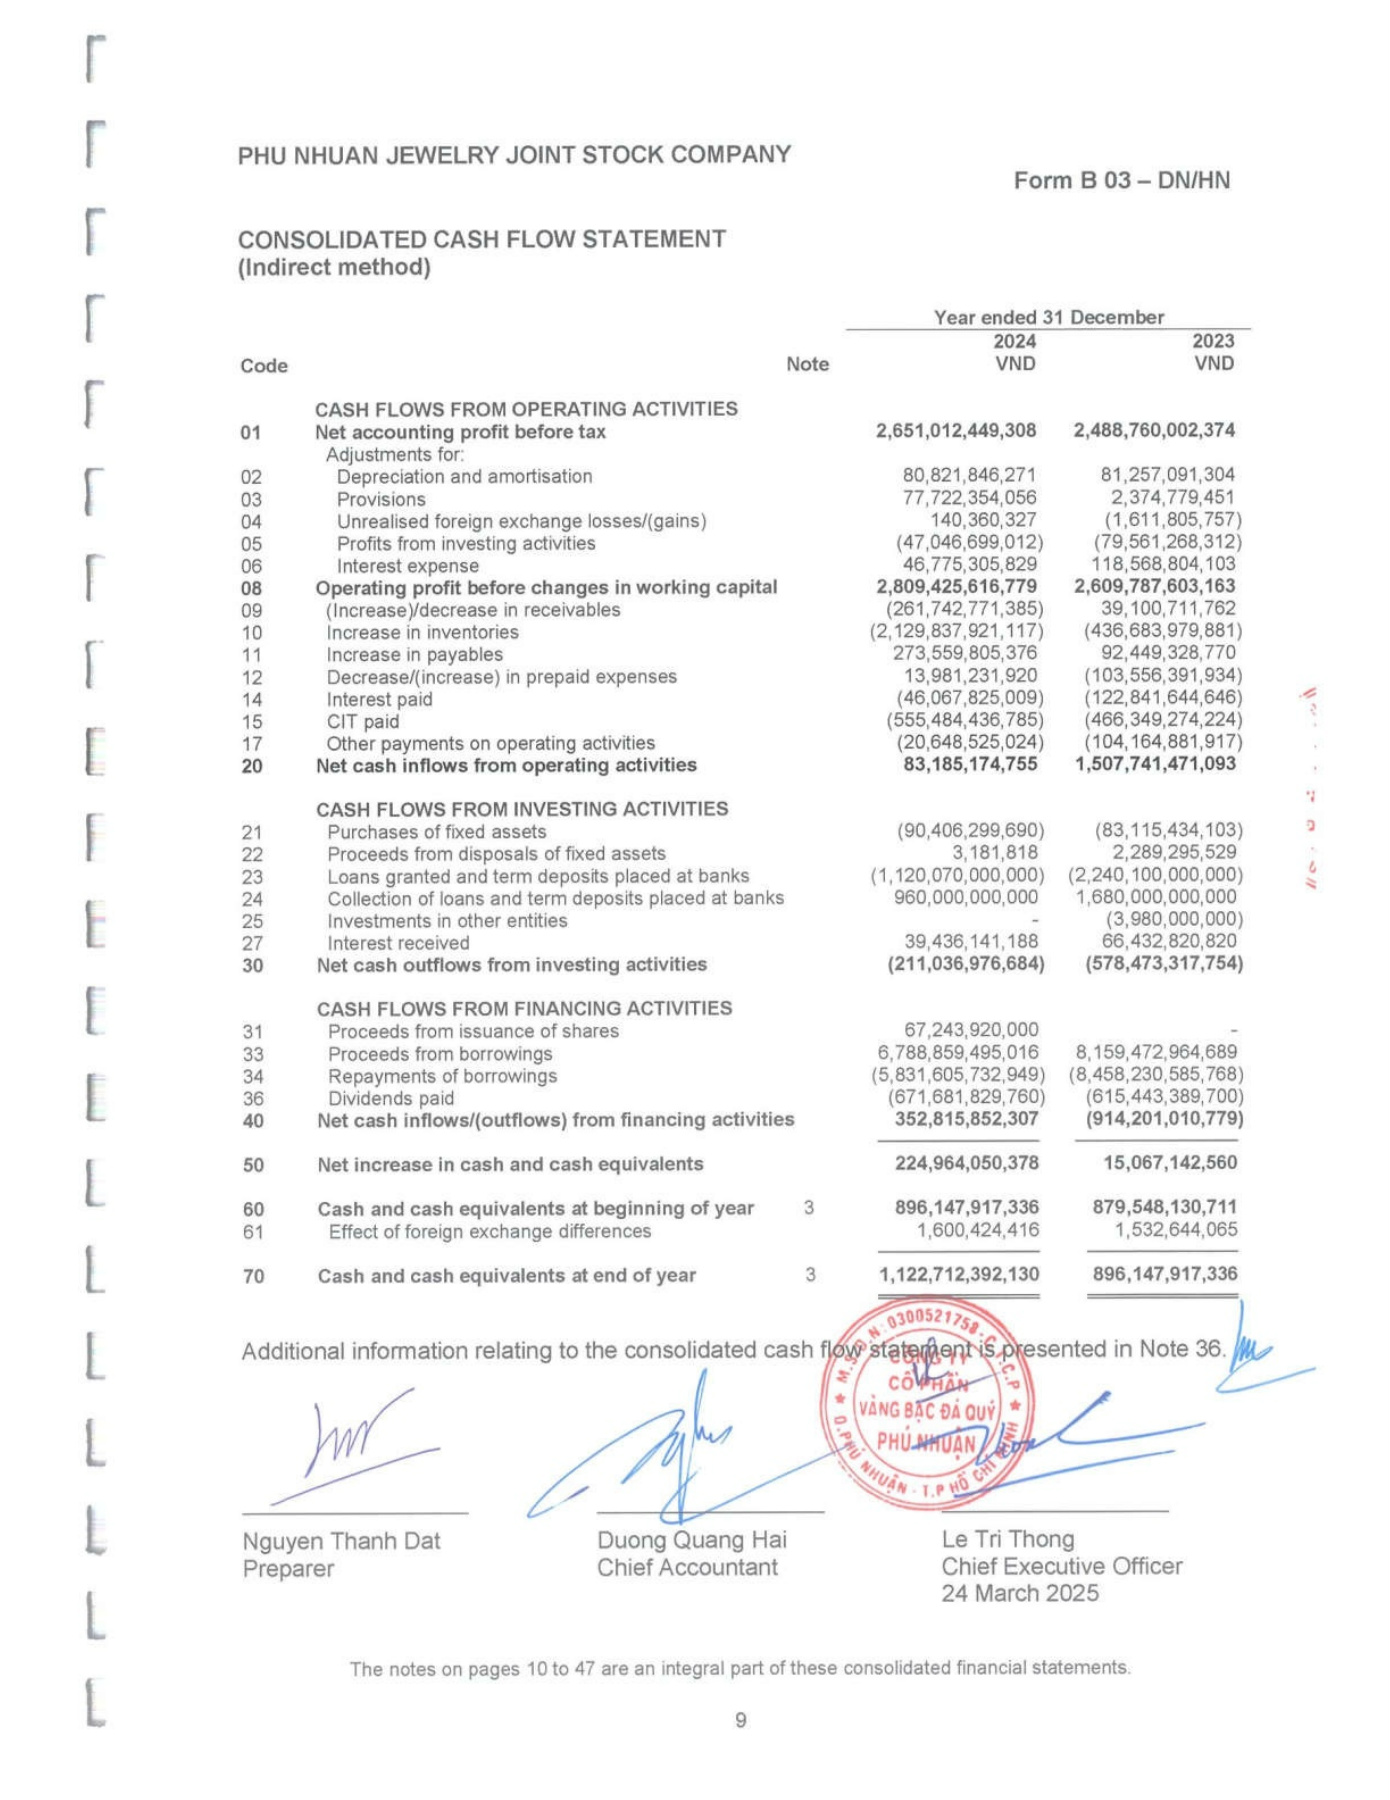 PHU NHUAN JEWELRY JOINT STOCK COMPANY
Form B 03 – DN/HN
CONSOLIDATED CASH FLOW STATEMENT
(Indirect method)
Year ended 31 December
2024 2023
Code Note VND VND
CASH FLOWS FROM OPERATING ACTIVITIES
01 Net accounting profit before tax 2,651,012,449,308 2,488,760,002,374
Adjustments for:
02 Depreciation and amortisation 80,821,846,271 81,257,091,304
03 Provisions 77,722,354,056 2,374,779,451
04 Unrealised foreign exchange losses/(gains) 140,360,327 (1,611,805,757)
05 Profits from investing activities (47,046,699,012) (79,561,268,312)
06 Interest expense 46,775,305,829 118,568,804,103
08 Operating profit before changes in working capital 2,809,425,616,779 2,609,787,603,163
09 (Increase)/decrease in receivables (261,742,771,385) 39,100,711,762
10 Increase in inventories (2,129,837,921,117) (436,683,979,881)
11 Increase in payables 273,559,805,376 92,449,328,770
12 Decrease/(increase) in prepaid expenses 13,981,231,920 (103,556,391,934)
14 Interest paid (46,067,825,009) (122,841,644,646)
15 CIT paid (555,484,436,785) (466,349,274,224)
17 Other payments on operating activities (20,648,525,024) (104,164,881,917)
20 Net cash inflows from operating activities 83,185,174,755 1,507,741,471,093
CASH FLOWS FROM INVESTING ACTIVITIES
21 Purchases of fixed assets (90,406,299,690) (83,115,434,103)
22 Proceeds from disposals of fixed assets 3,181,818 2,289,295,529
23 Loans granted and term deposits placed at banks (1,120,070,000,000) (2,240,100,000,000)
24 Collection of loans and term deposits placed at banks 960,000,000,000 1,680,000,000,000
25 Investments in other entities - (3,980,000,000)
27 Interest received 39,436,141,188 66,432,820,820
30 Net cash outflows from investing activities (211,036,976,684) (578,473,317,754)
CASH FLOWS FROM FINANCING ACTIVITIES
31 Proceeds from issuance of shares 67,243,920,000 -
33 Proceeds from borrowings 6,788,859,495,016 8,159,472,964,689
34 Repayments of borrowings (5,831,605,732,949) (8,458,230,585,768)
36 Dividends paid (671,681,829,760) (615,443,389,700)
40 Net cash inflows/(outflows) from financing activities 352,815,852,307 (914,201,010,779)
50 Net increase in cash and cash equivalents 224,964,050,378 15,067,142,560
60 Cash and cash equivalents at beginning of year 3 896,147,917,336 879,548,130,711
61 Effect of foreign exchange differences 1,600,424,416 1,532,644,065
70 Cash and cash equivalents at end of year 3 1,122,712,392,130 896,147,917,336
Additional information relating to the consolidated cash flow statement is presented in Note 36.
M.S.D.N: 0300521758-C.T.C.P
CÔNG TY
CỔ PHẦN
VÀNG BẠC ĐÁ QUÝ
PHÚ NHUẬN
Q.PHÚ NHUẬN - T.P HỒ CHÍ MINH
Nguyen Thanh Dat Duong Quang Hai Le Tri Thong
Preparer Chief Accountant Chief Executive Officer
24 March 2025
The notes on pages 10 to 47 are an integral part of these consolidated financial statements.
9